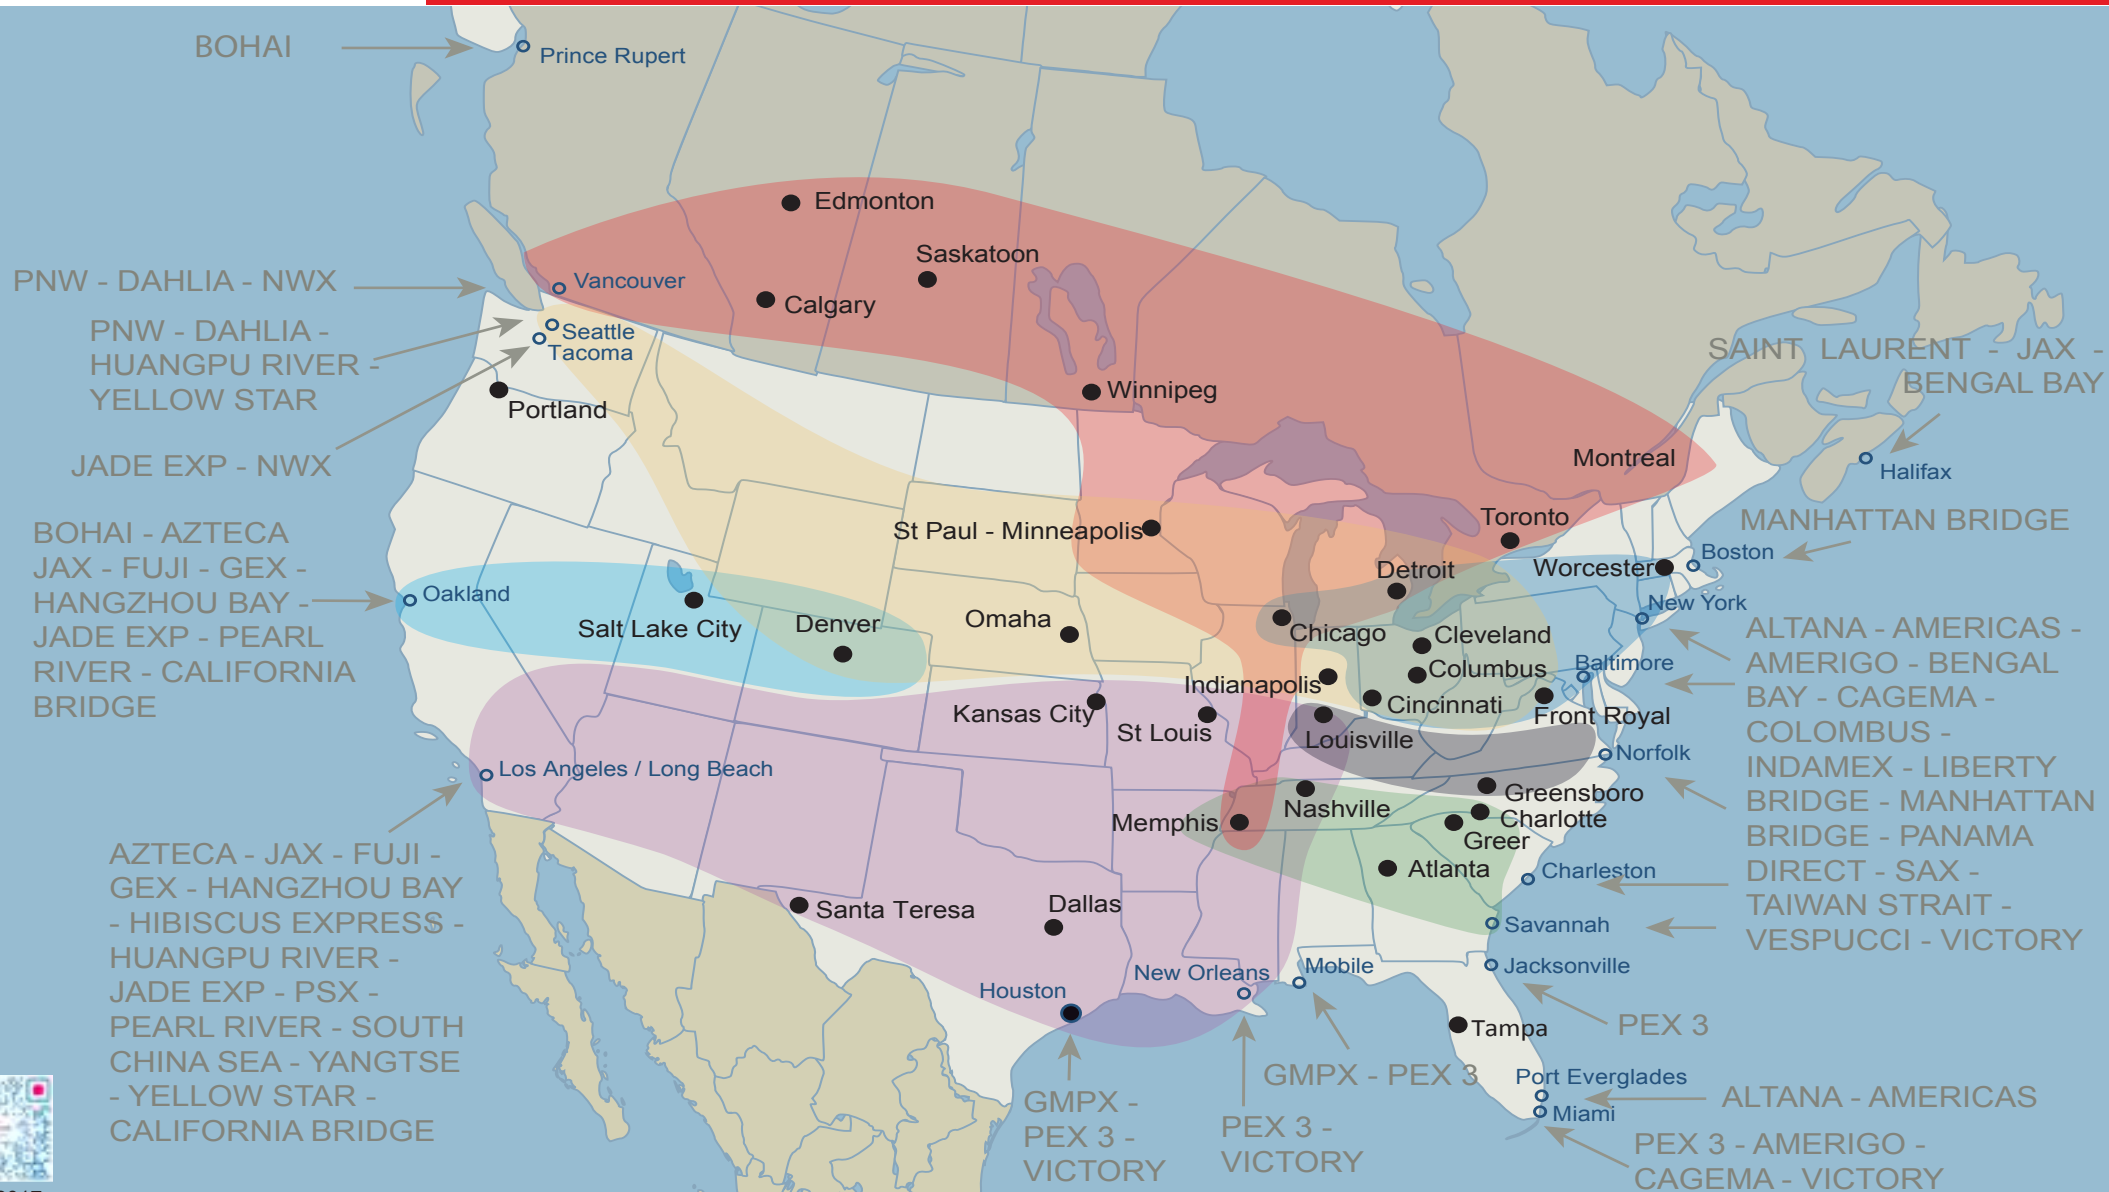 BOHAI
Prince Rupert
Edmonton
Saskatoon
Calgary
Vancouver
PNW - DAHLIA - NWX
PNW - DAHLIA -
HUANGPU RIVER -
YELLOW STAR
Seattle
Tacoma
Portland
JADE EXP - NWX
Winnipeg
Montreal
SAINT LAURENT - JAX -
BENGAL BAY
Halifax
MANHATTAN BRIDGE
Boston
Toronto
Worcester
St Paul - Minneapolis
Detroit
BOHAI - AZTECA
JAX - FUJI - GEX -
HANGZHOU BAY -
JADE EXP - PEARL
RIVER - CALIFORNIA
BRIDGE
Oakland
Salt Lake City
Denver
Omaha
Chicago
Cleveland
New York
Columbus
Baltimore
Indianapolis
Cincinnati
Front Royal
Kansas City
St Louis
Louisville
Norfolk
ALTANA - AMERICAS -
AMERIGO - BENGAL
BAY - CAGEMA -
COLOMBUS -
INDAMEX - LIBERTY
BRIDGE - MANHATTAN
BRIDGE - PANAMA
DIRECT - SAX -
TAIWAN STRAIT -
VESPUCCI - VICTORY
Los Angeles / Long Beach
Greensboro
Nashville
Charlotte
Memphis
Greer
Atlanta
Charleston
AZTECA - JAX - FUJI -
GEX - HANGZHOU BAY
- HIBISCUS EXPRESS -
HUANGPU RIVER -
JADE EXP - PSX -
PEARL RIVER - SOUTH
CHINA SEA - YANGTSE
- YELLOW STAR -
CALIFORNIA BRIDGE
Santa Teresa
Dallas
Savannah
New Orleans
Mobile
Jacksonville
Houston
PEX 3
Tampa
GMPX - PEX 3
Port Everglades
Miami
ALTANA - AMERICAS
GMPX -
PEX 3 -
VICTORY
PEX 3 -
VICTORY
PEX 3 - AMERIGO -
CAGEMA - VICTORY